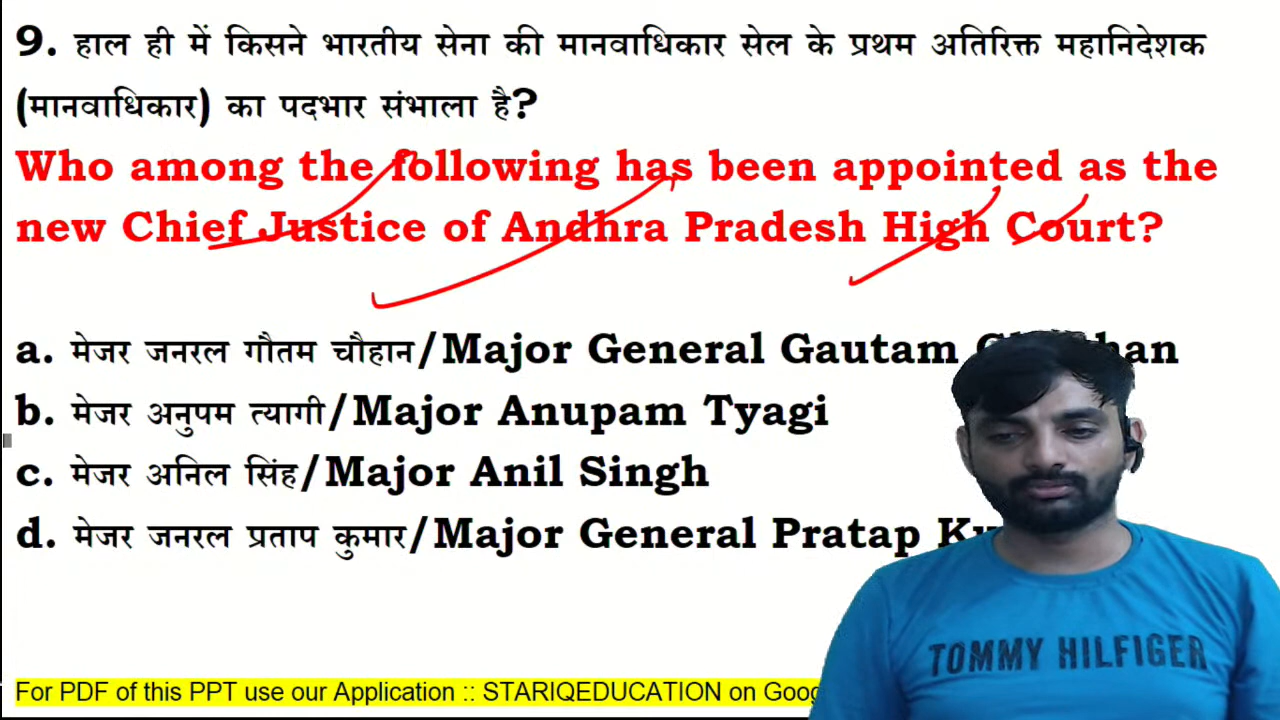 9. हाल ही में किसने भारतीय सेना की मानवाधिकार सेल के प्रथम अतिरिक्त महानिदेशक
(मानवाधिकार) का पदभार संभाला है?
Who among the following has been appointed as the
new Chief Justice of Andhra Pradesh High Court?
a. मेजर जनरल गौतम चौहान/Major General Gautam
b. मेजर अनुपम त्यागी/Major Anupam Tyagi
c. मेजर अनिल सिंह/Major Anil Singh
d. मेजर जनरल प्रताप कुमार/Major General Pratap
TOMMY HILFIGER
For PDF of this PPT use our Application :: STARIQEDUCATION on